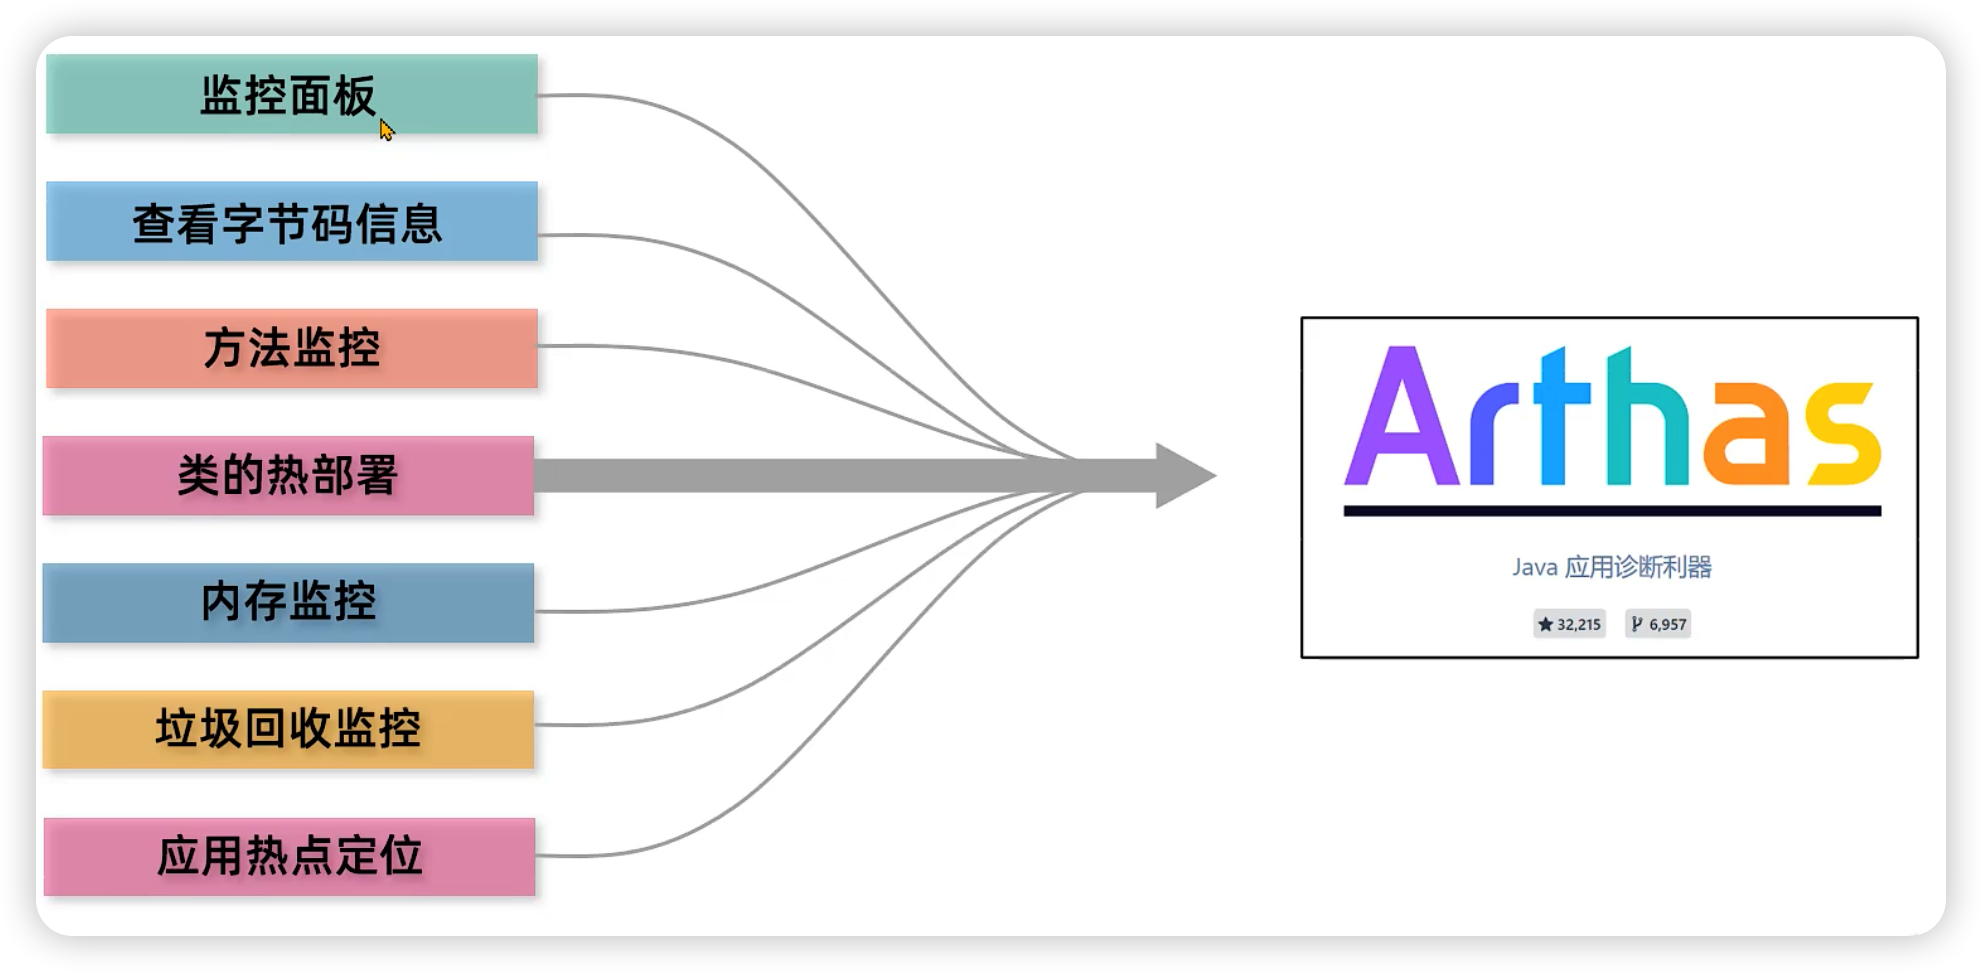 监控面板
查看字节码信息
方法监控
类的热部署
内存监控
垃圾回收监控
应用热点定位
Arthas
Java 应用诊断利器
32,215
6,957